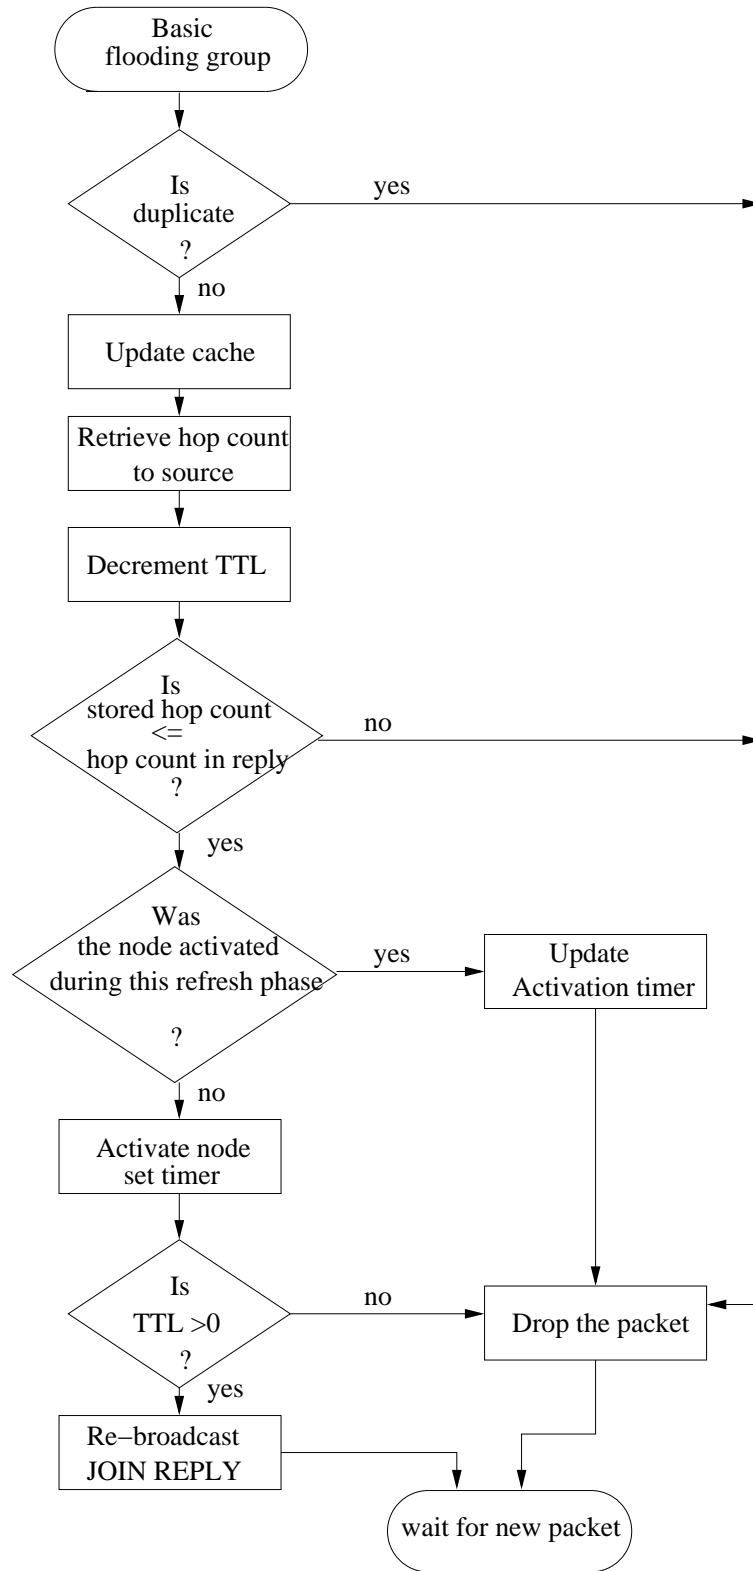 Basic
flooding group
Is
duplicate
?
yes
no
Update cache
Retrieve hop count
to source
Decrement TTL
Is
stored hop count
<=
hop count in reply
?
no
yes
Was
the node activated
during this refresh phase
?
yes
Update
Activation timer
no
Activate node
set timer
Is
TTL >0
?
no
Drop the packet
yes
Re−broadcast
JOIN REPLY
wait for new packet